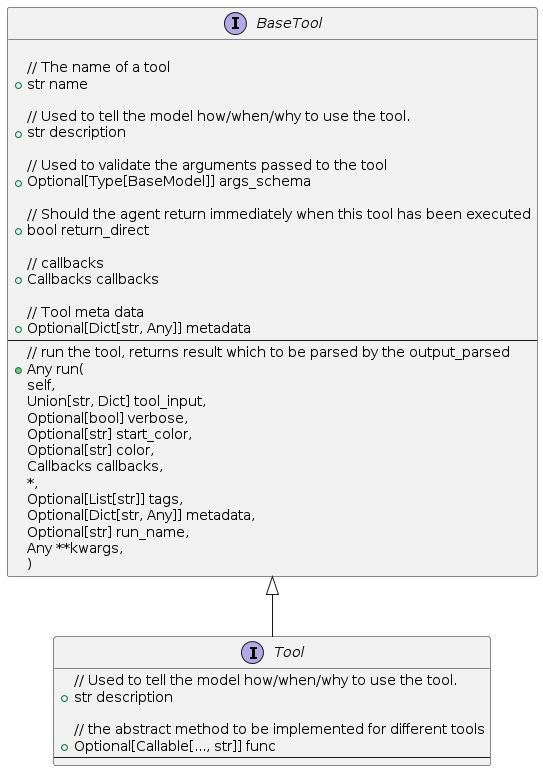 I BaseTool
// The name of a tool
str name
// Used to tell the model how/when/why to use the tool.
str description
// Used to validate the arguments passed to the tool
Optional[Type[BaseModel]] args_schema
// Should the agent return immediately when this tool has been executed
bool return_direct
// callbacks
Callbacks callbacks
// Tool meta data
Optional[Dict[str, Any]] metadata
// run the tool, returns result which to be parsed by the output_parsed
Any run(
self,
Union[str, Dict] tool_input,
Optional[bool] verbose,
Optional[str] start_color,
Optional[str] color,
Callbacks callbacks,
*,
Optional[List[str]] tags,
Optional[Dict[str, Any]] metadata,
Optional[str] run_name,
Any **kwargs,
)
I Tool
// Used to tell the model how/when/why to use the tool.
str description
// the abstract method to be implemented for different tools
Optional[Callable[..., str]] func